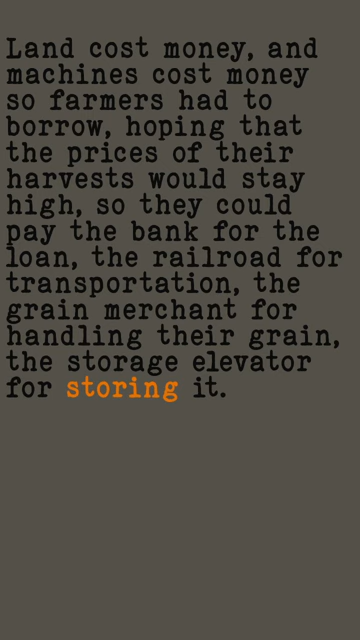 Land cost money, and
machines cost money
so farmers had to
borrow, hoping that
the prices of their
harvests would stay
high, so they could
pay the bank for the
loan, the railroad for
transportation, the
grain merchant for
handling their grain,
the storage elevator
for storing it.